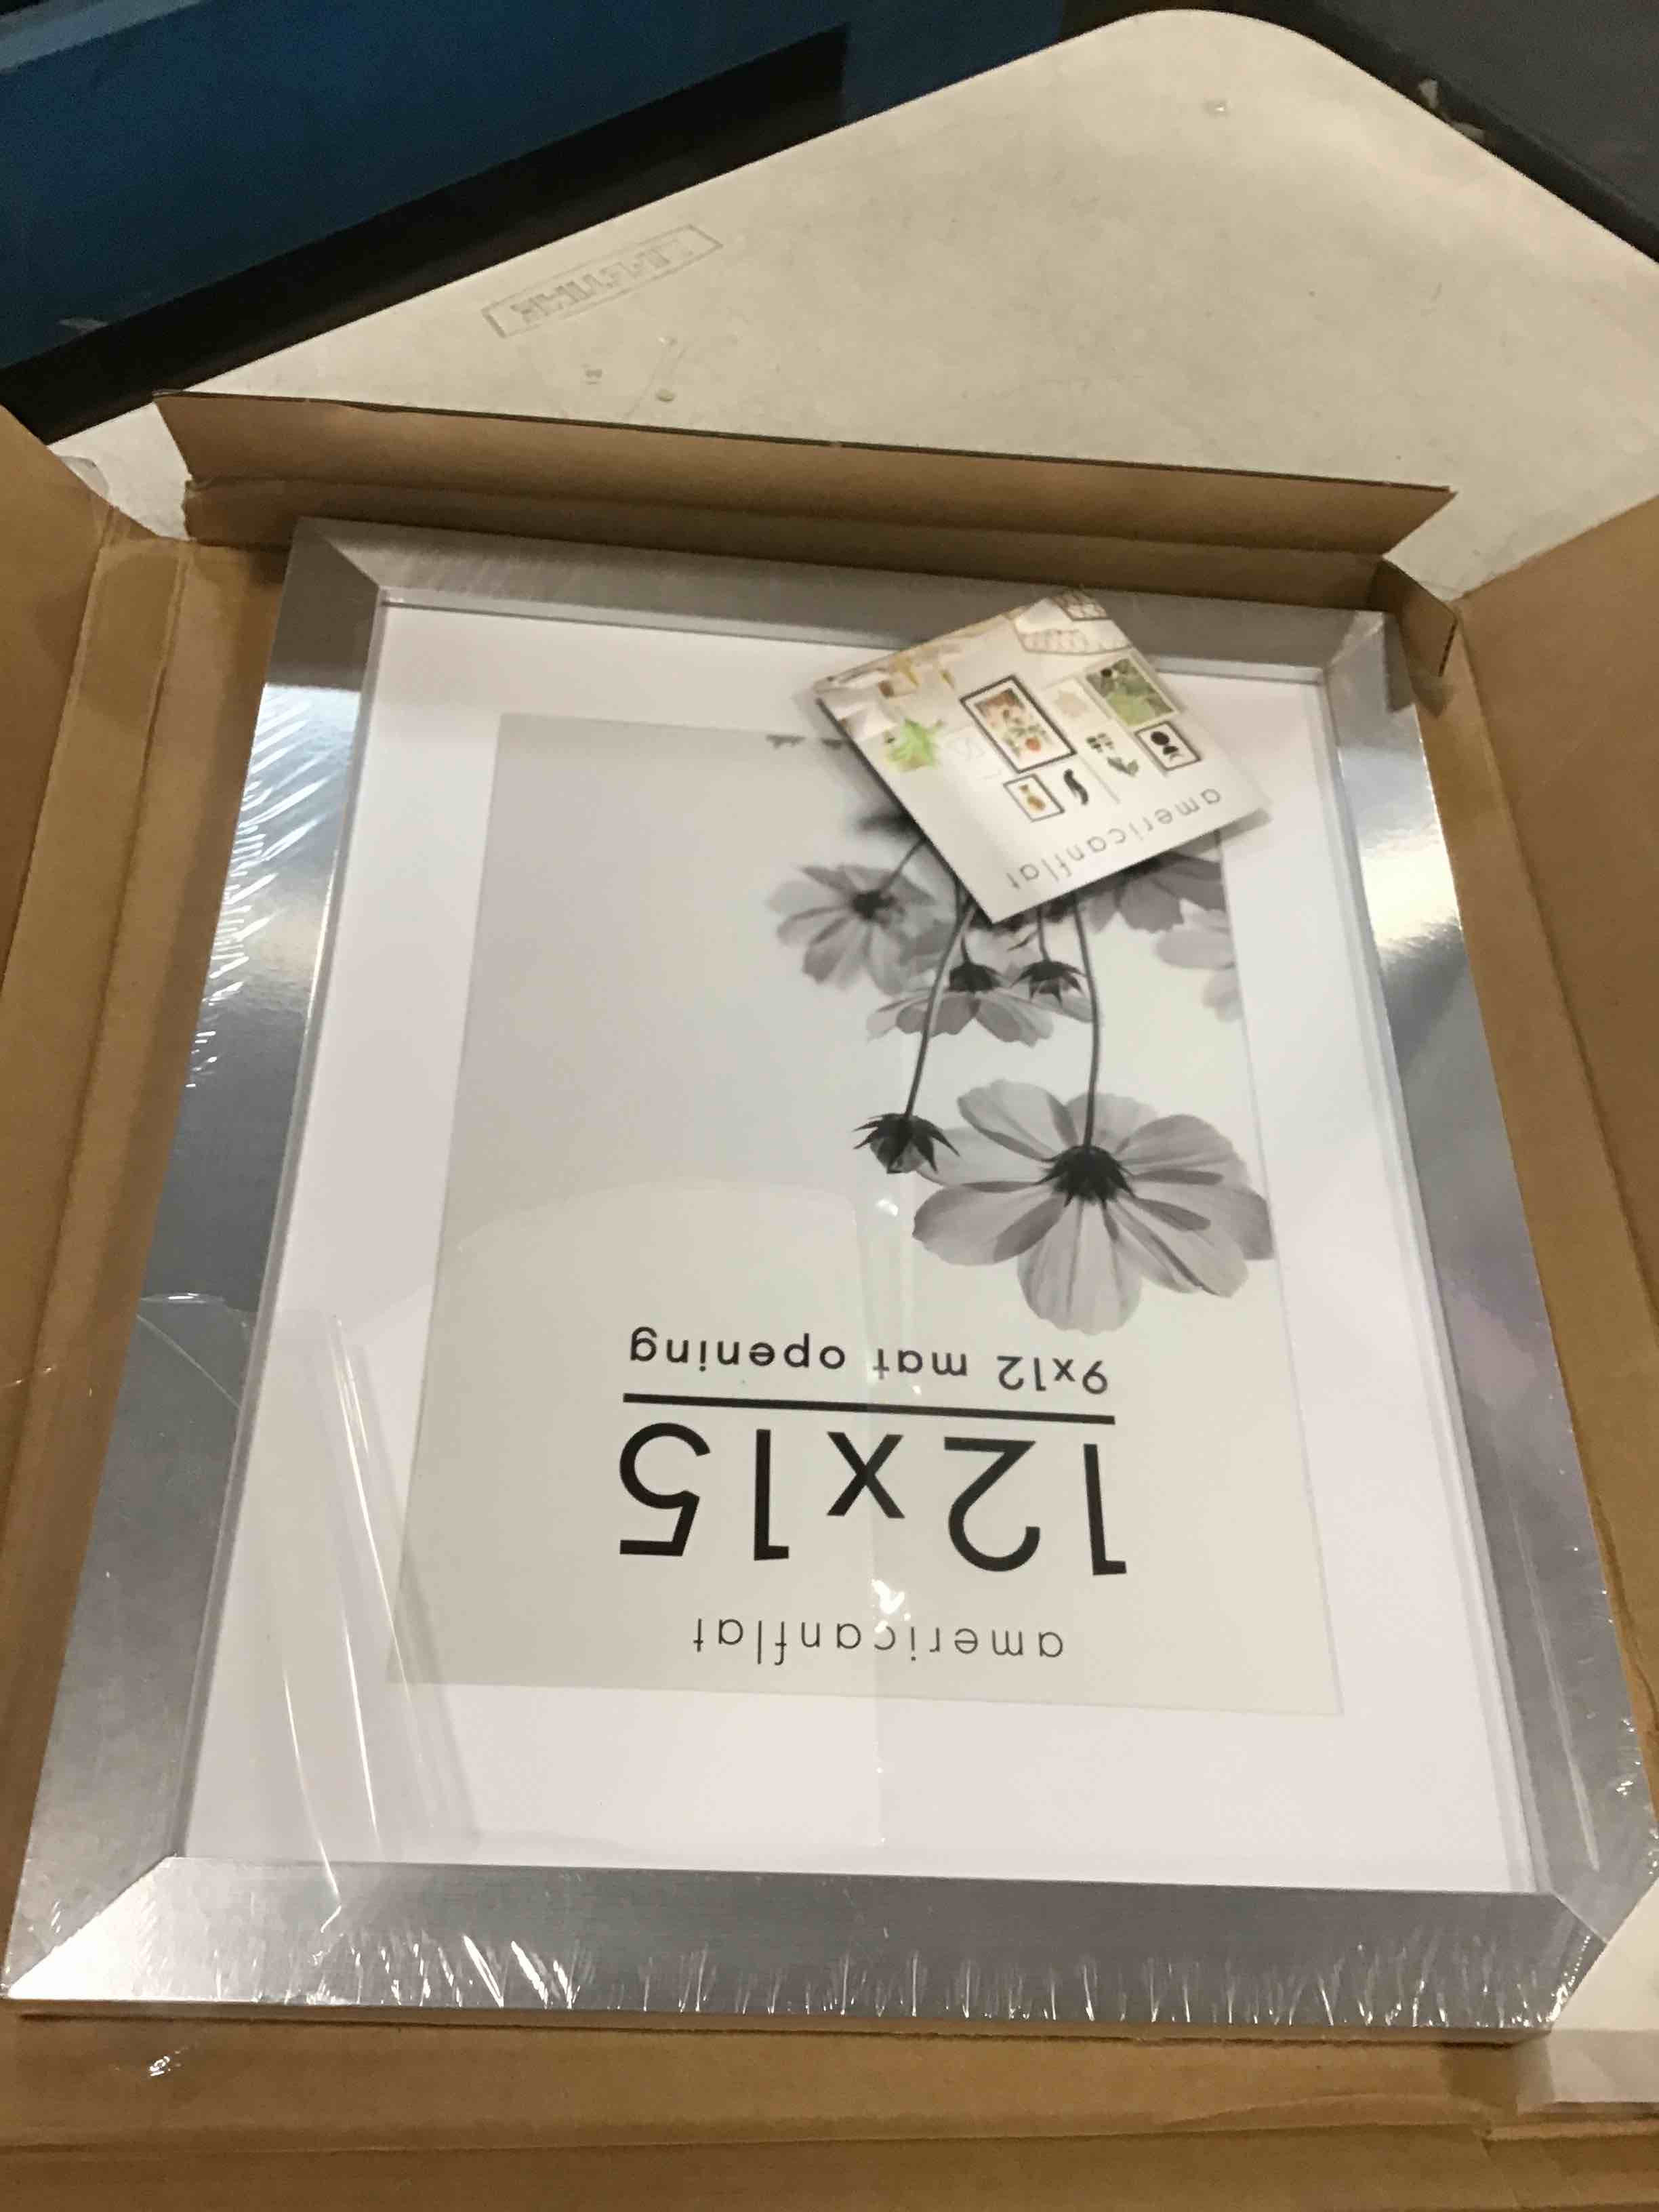 americanflat
12x15
9x12 mat opening
americanflat